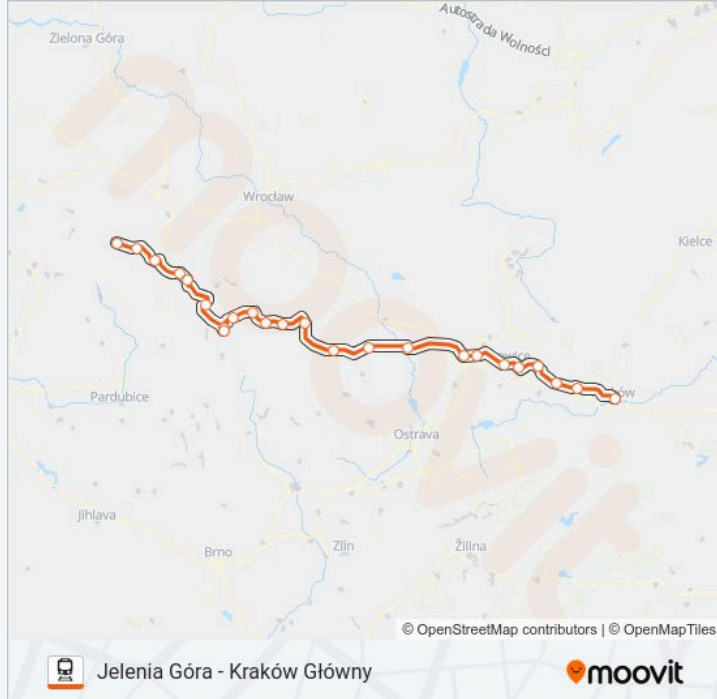 Autostrada Wolności
Zielona Góra
Wrocław
Kielce
Pardubice
Ostrava
Jihlava
Brno
Zlín
Žilina
© OpenStreetMap contributors | © OpenMapTiles
Jelenia Góra - Kraków Główny
moovit